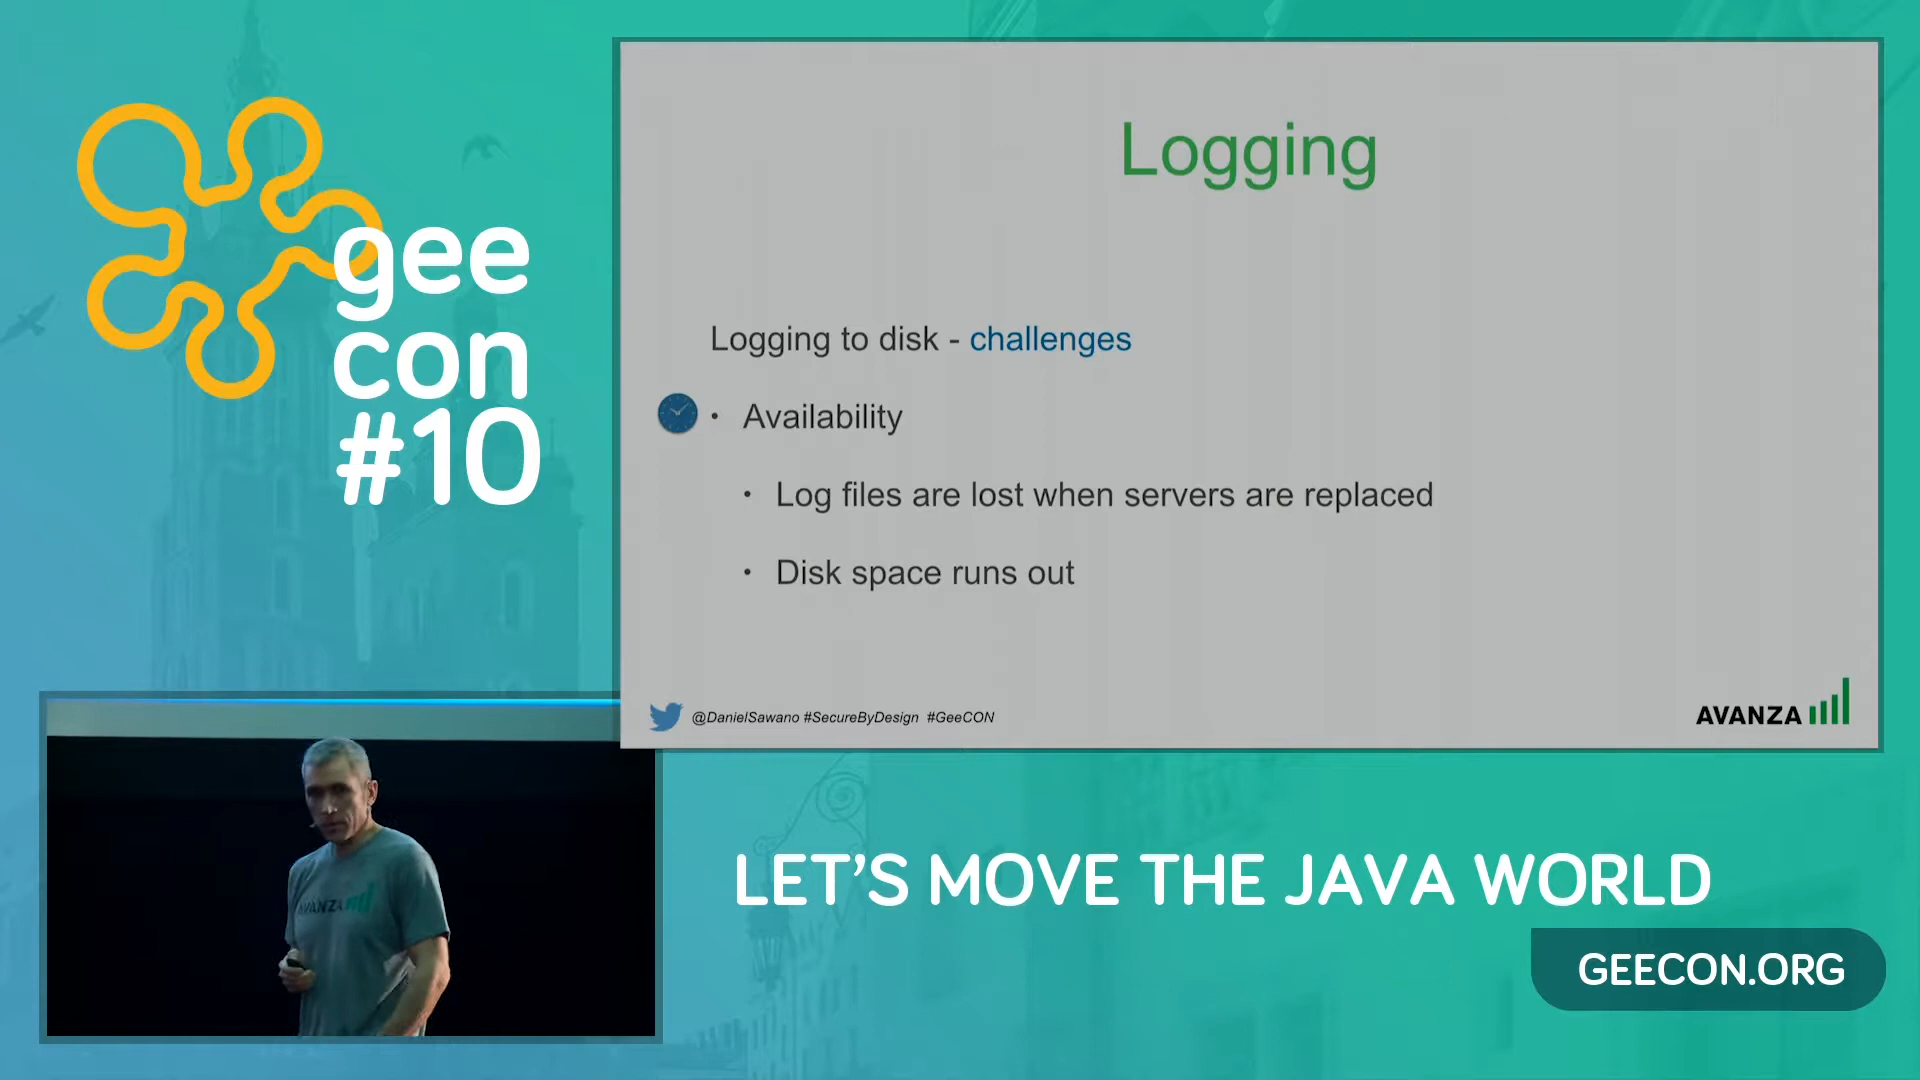 gee
con
#10
Logging
Logging to disk - challenges
• Availability
• Log files are lost when servers are replaced
• Disk space runs out
@DanielSawano #SecureByDesign #GeeCON
AVANZA
AVANZA
LET'S MOVE THE JAVA WORLD
GEECON.ORG